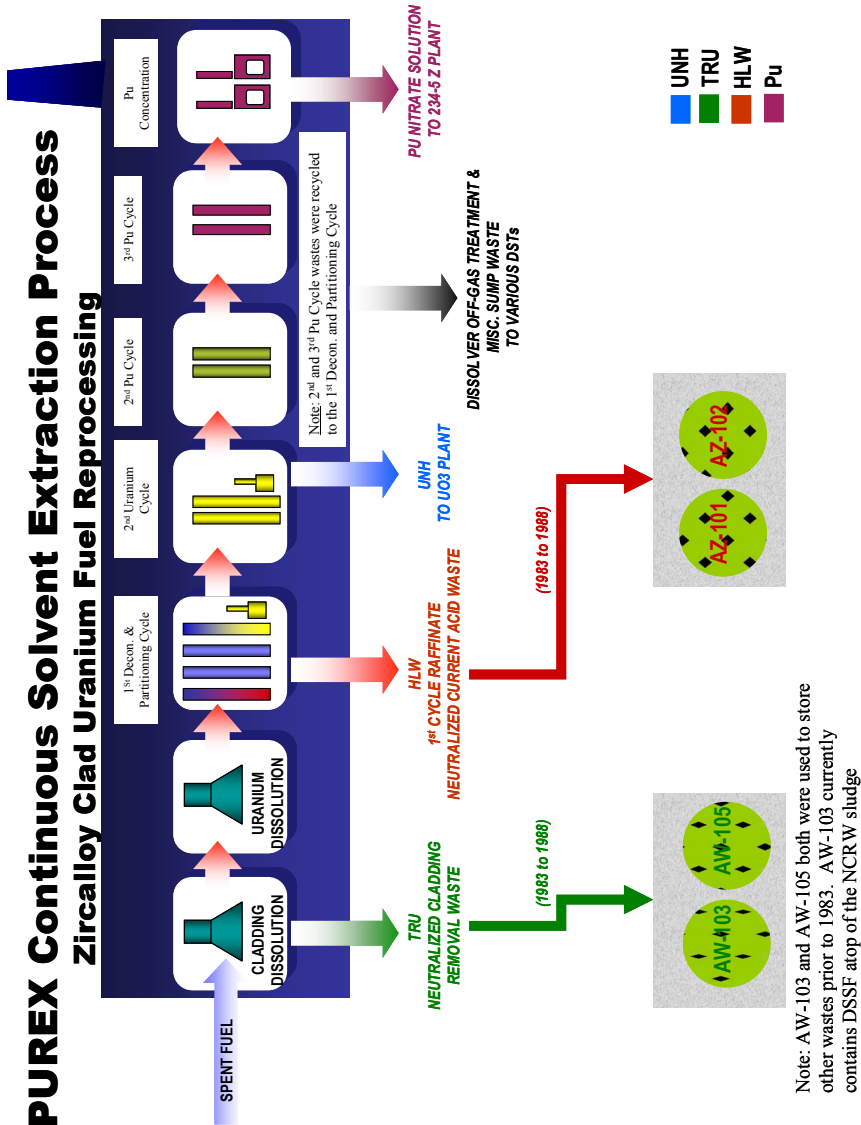 PUREX Continuous Solvent Extraction Process
Zircalloy Clad Uranium Fuel Reprocessing
SPENT FUEL
CLADDING
DISSOLUTION
URANIUM
DISSOLUTION
1St Decon. &
Partitioning Cycle
2nd Uranium
Cycle
2nd Pu Cycle
3rd Pu Cycle
Pu
Concentration
Note: 2nd and 3rd Pu Cycle wastes were recycled
to the 1st Decon. and Partitioning Cycle
TRU
NEUTRALIZED CLADDING
REMOVAL WASTE
HLW
1st CYCLE RAFFINATE
NEUTRALIZED CURRENT ACID WASTE
UNH
TO UO3 PLANT
DISSOLVER OFF-GAS TREATMENT &
MISC. SUMP WASTE
TO VARIOUS DSTs
PU NITRATE SOLUTION
TO 234-5 Z PLANT
(1983 to 1988)
(1983 to 1988)
AW-103
AW-105
AZ-101
AZ-102
UNH
TRU
HLW
Pu
Note: AW-103 and AW-105 both were used to store
other wastes prior to 1983. AW-103 currently
contains DSSF atop of the NCRW sludge